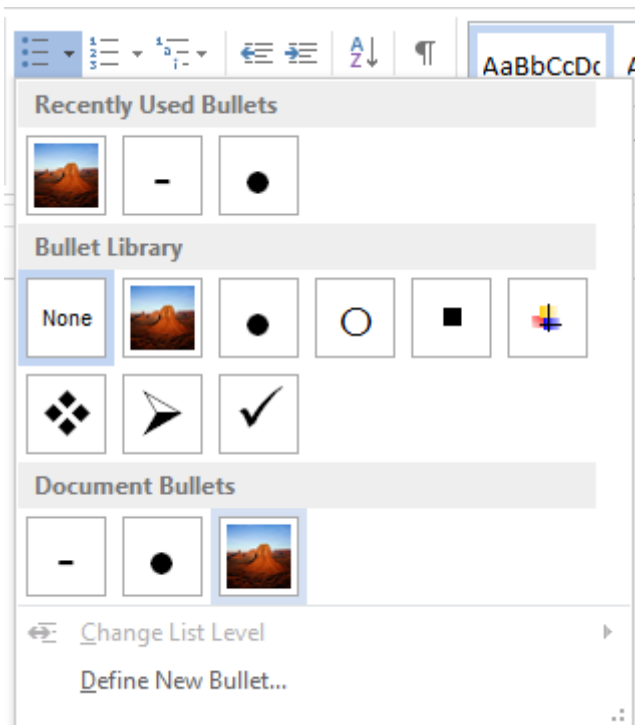 AaBbCcDc
Recently Used Bullets
Bullet Library
None
Document Bullets
Change List Level
Define New Bullet...